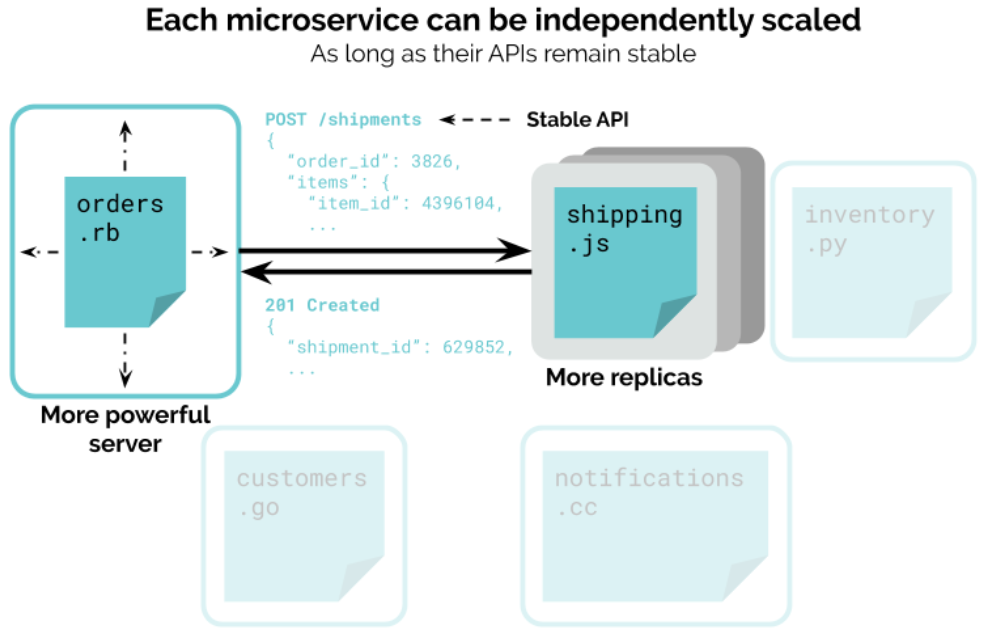 Each microservice can be independently scaled
As long as their APIs remain stable
POST /shipments
Stable API
{
"order_id": 3826,
"items”: {
"item_id": 4396104,
...
orders
.rb
shipping
.js
inventory
.py
201 Created
{
"shipment_id”: 629852,
...
More replicas
More powerful
server
customers
.go
notifications
.cc